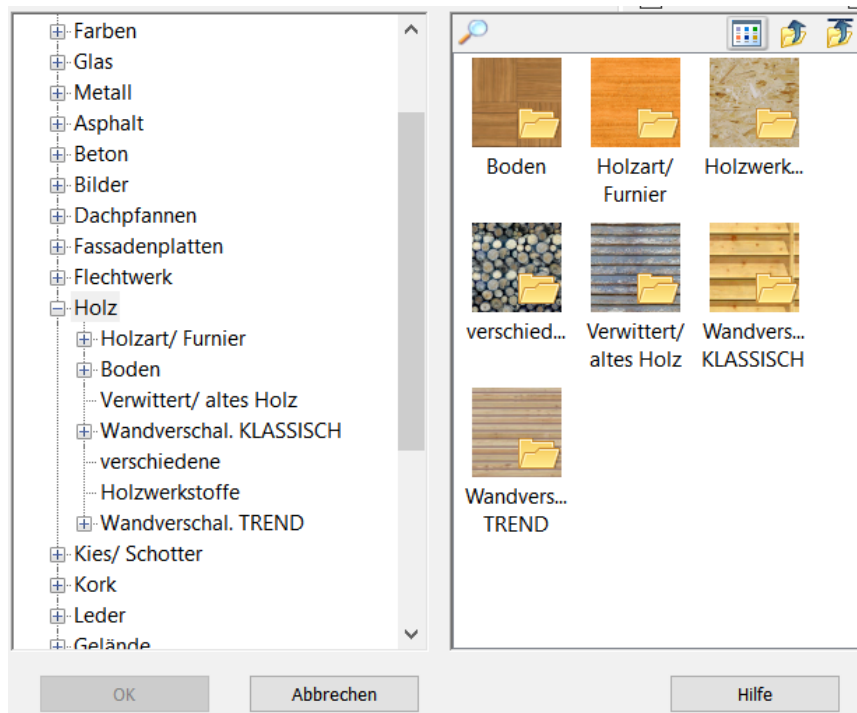 Farben
Glas
Metall
Asphalt
Beton
Bilder
Dachpfannen
Fassadenplatten
Flechtwerk
Holz
Holzart/ Furnier
Boden
Verwittert/ altes Holz
Wandverschal. KLASSISCH
verschiedene
Holzwerkstoffe
Wandverschal. TREND
Kies/ Schotter
Kork
Leder
Gelände
Boden
Holzart/
Furnier
Holzwerk...
verschied...
Verwittert/
altes Holz
Wandvers...
KLASSISCH
Wandvers...
TREND
OK
Abbrechen
Hilfe